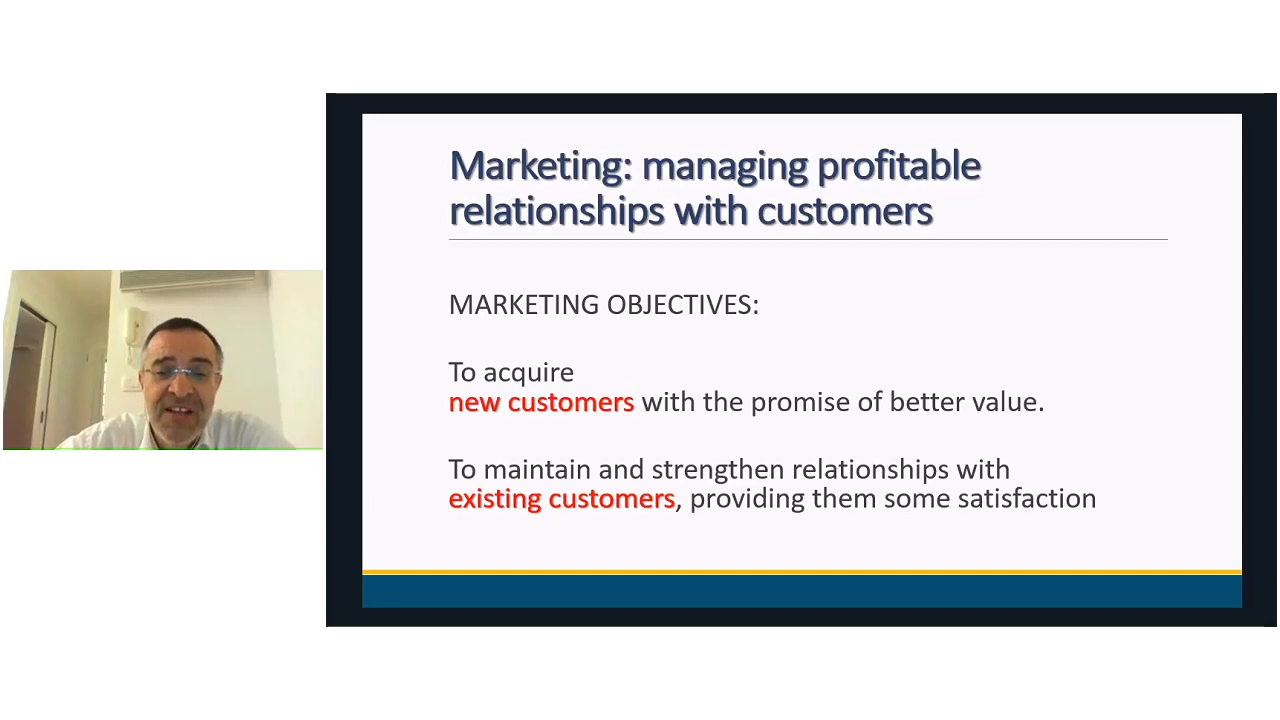 Marketing: managing profitable
relationships with customers
MARKETING OBJECTIVES:
To acquire
new customers with the promise of better value.
To maintain and strengthen relationships with
existing customers, providing them some satisfaction